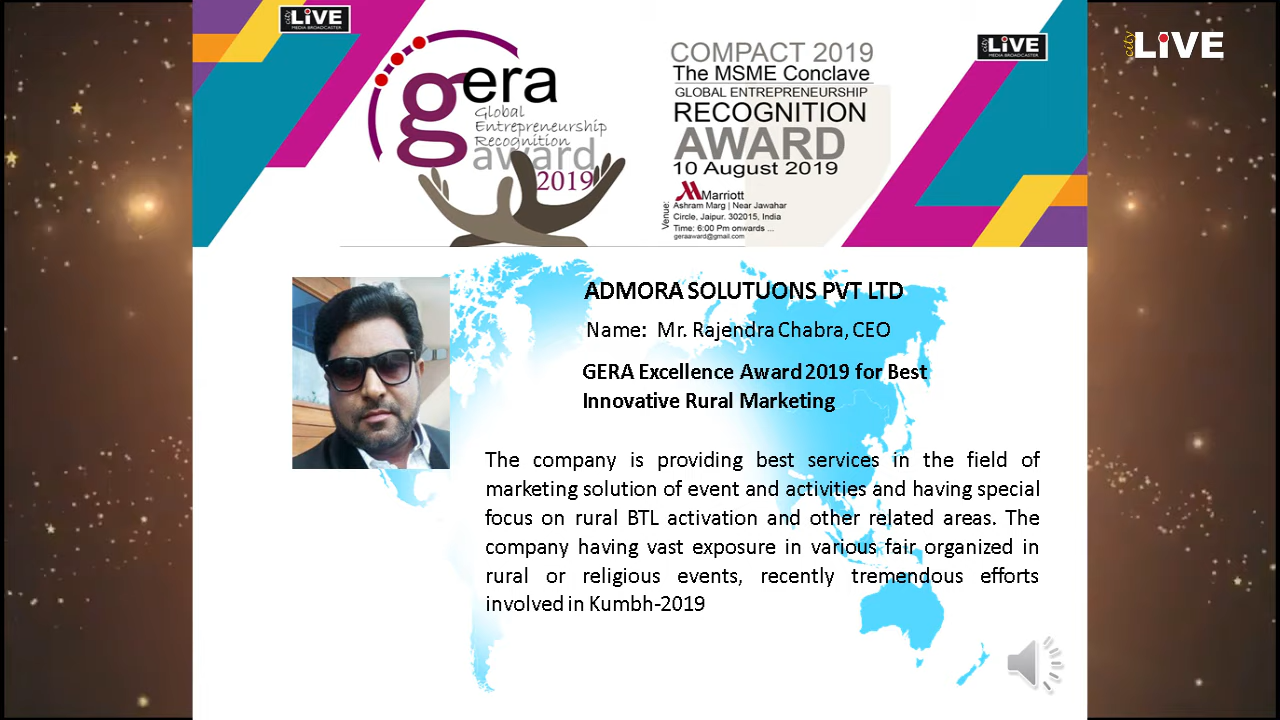 city LiVE
MEDIA BROADCASTER
gera
Global
Entrepreneurship
Recognition
award
2019
COMPACT 2019
The MSME Conclave
GLOBAL ENTREPRENEURSHIP
RECOGNITION
AWARD
10 August 2019
Marriott
Venue:
Ashram Marg | Near Jawahar
Circle, Jaipur. 302015, India
Time: 6:00 Pm onwards ...
geraaward@gmail.com
city LiVE
MEDIA BROADCASTER
city LiVE
ADMORA SOLUTUONS PVT LTD
Name: Mr. Rajendra Chabra, CEO
GERA Excellence Award 2019 for Best
Innovative Rural Marketing
The company is providing best services in the field of
marketing solution of event and activities and having special
focus on rural BTL activation and other related areas. The
company having vast exposure in various fair organized in
rural or religious events, recently tremendous efforts
involved in Kumbh-2019